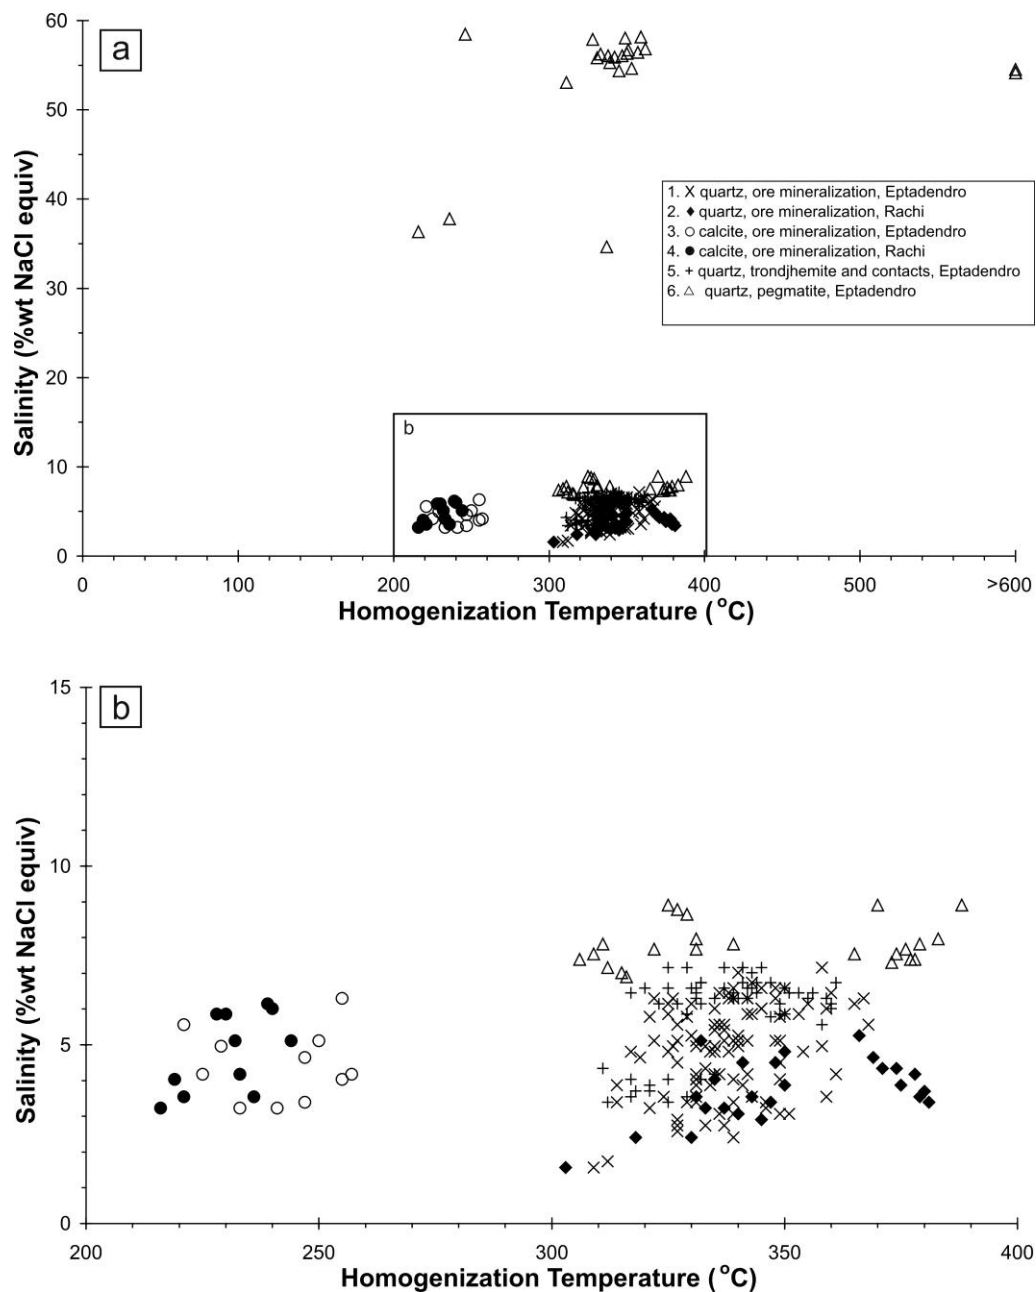 a
60
50
40
30
20
10
0
Salinity (%wt NaCl equiv)
1. X quartz, ore mineralization, Eptadendro
2. ♦ quartz, ore mineralization, Rachi
3. ○ calcite, ore mineralization, Eptadendro
4. ● calcite, ore mineralization, Rachi
5. + quartz, trondjhemite and contacts, Eptadendro
6. △ quartz, pegmatite, Eptadendro
b
0 100 200 300 400 500 >600
Homogenization Temperature (°C)
b
15
10
5
0
Salinity (%wt NaCl equiv)
200 250 300 350 400
Homogenization Temperature (°C)